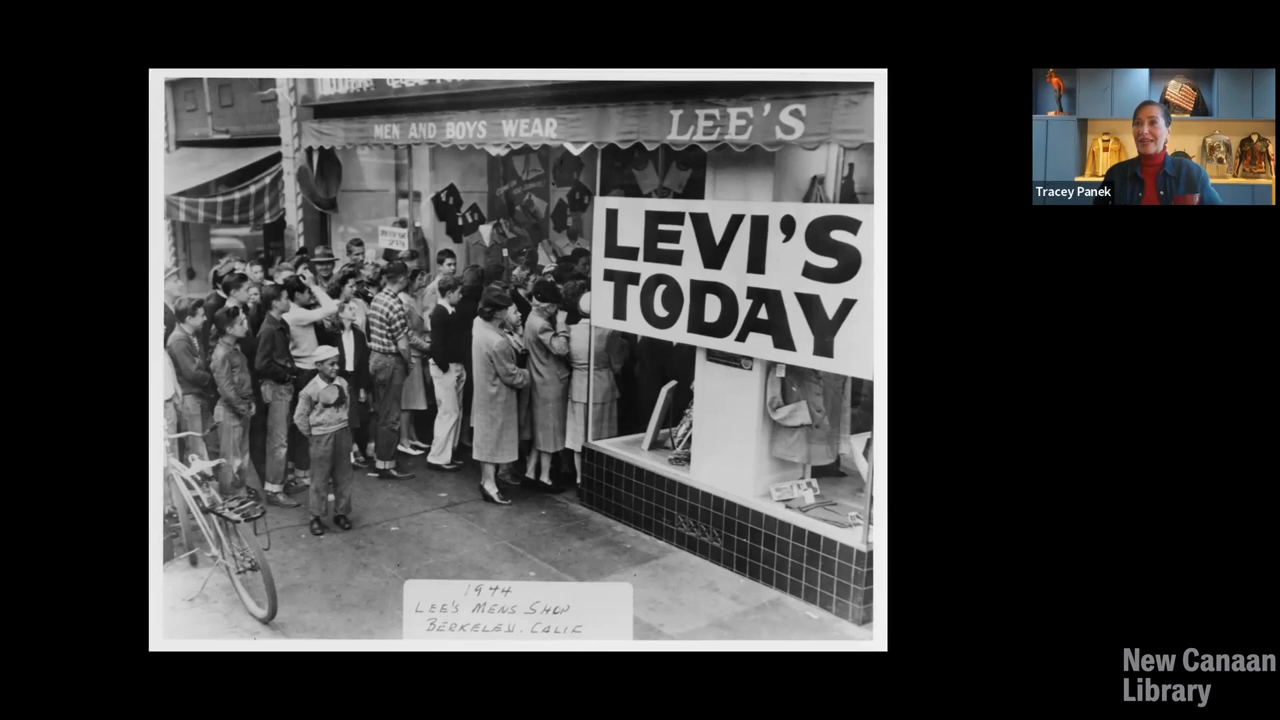 MEN AND BOYS WEAR
LEE'S
LEVI'S
TODAY
1944
LEE'S MENS SHOP
BERKELEY. CALIF
Tracey Panek
New Canaan
Library